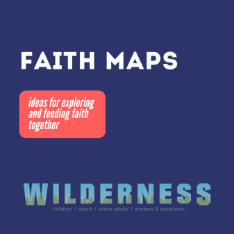 FAITH MAPS
ideas for exploring
and feeding faith
together
WILDERNESS
children | youth | young adults | workers & volunteers